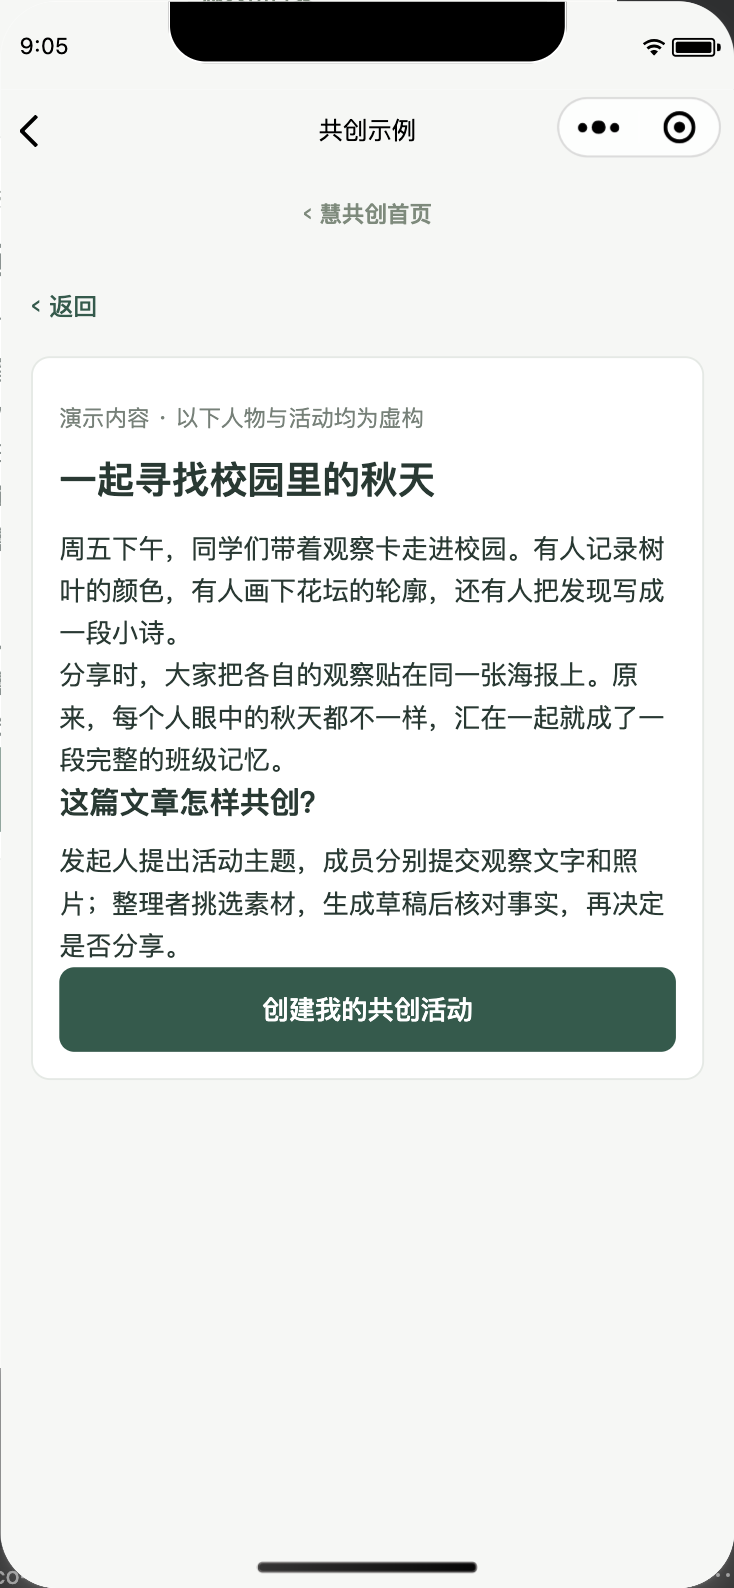 9:05
共创示例
‹ 慧共创首页
‹ 返回
演示内容 · 以下人物与活动均为虚构
一起寻找校园里的秋天
周五下午，同学们带着观察卡走进校园。有人记录树
叶的颜色，有人画下花坛的轮廓，还有人把发现写成
一段小诗。
分享时，大家把各自的观察贴在同一张海报上。原
来，每个人眼中的秋天都不一样，汇在一起就成了一
段完整的班级记忆。
这篇文章怎样共创？
发起人提出活动主题，成员分别提交观察文字和照
片；整理者挑选素材，生成草稿后核对事实，再决定
是否分享。
创建我的共创活动